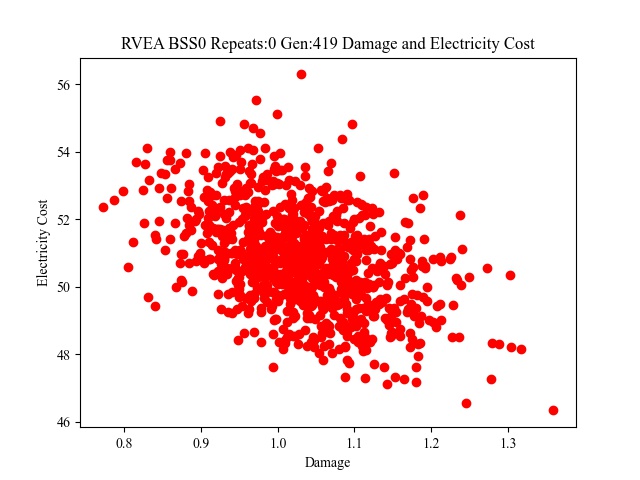 RVEA BSS0 Repeats:0 Gen:419 Damage and Electricity Cost
56
54
52
50
48
46
Electricity Cost
0.8 0.9 1.0 1.1 1.2 1.3
Damage